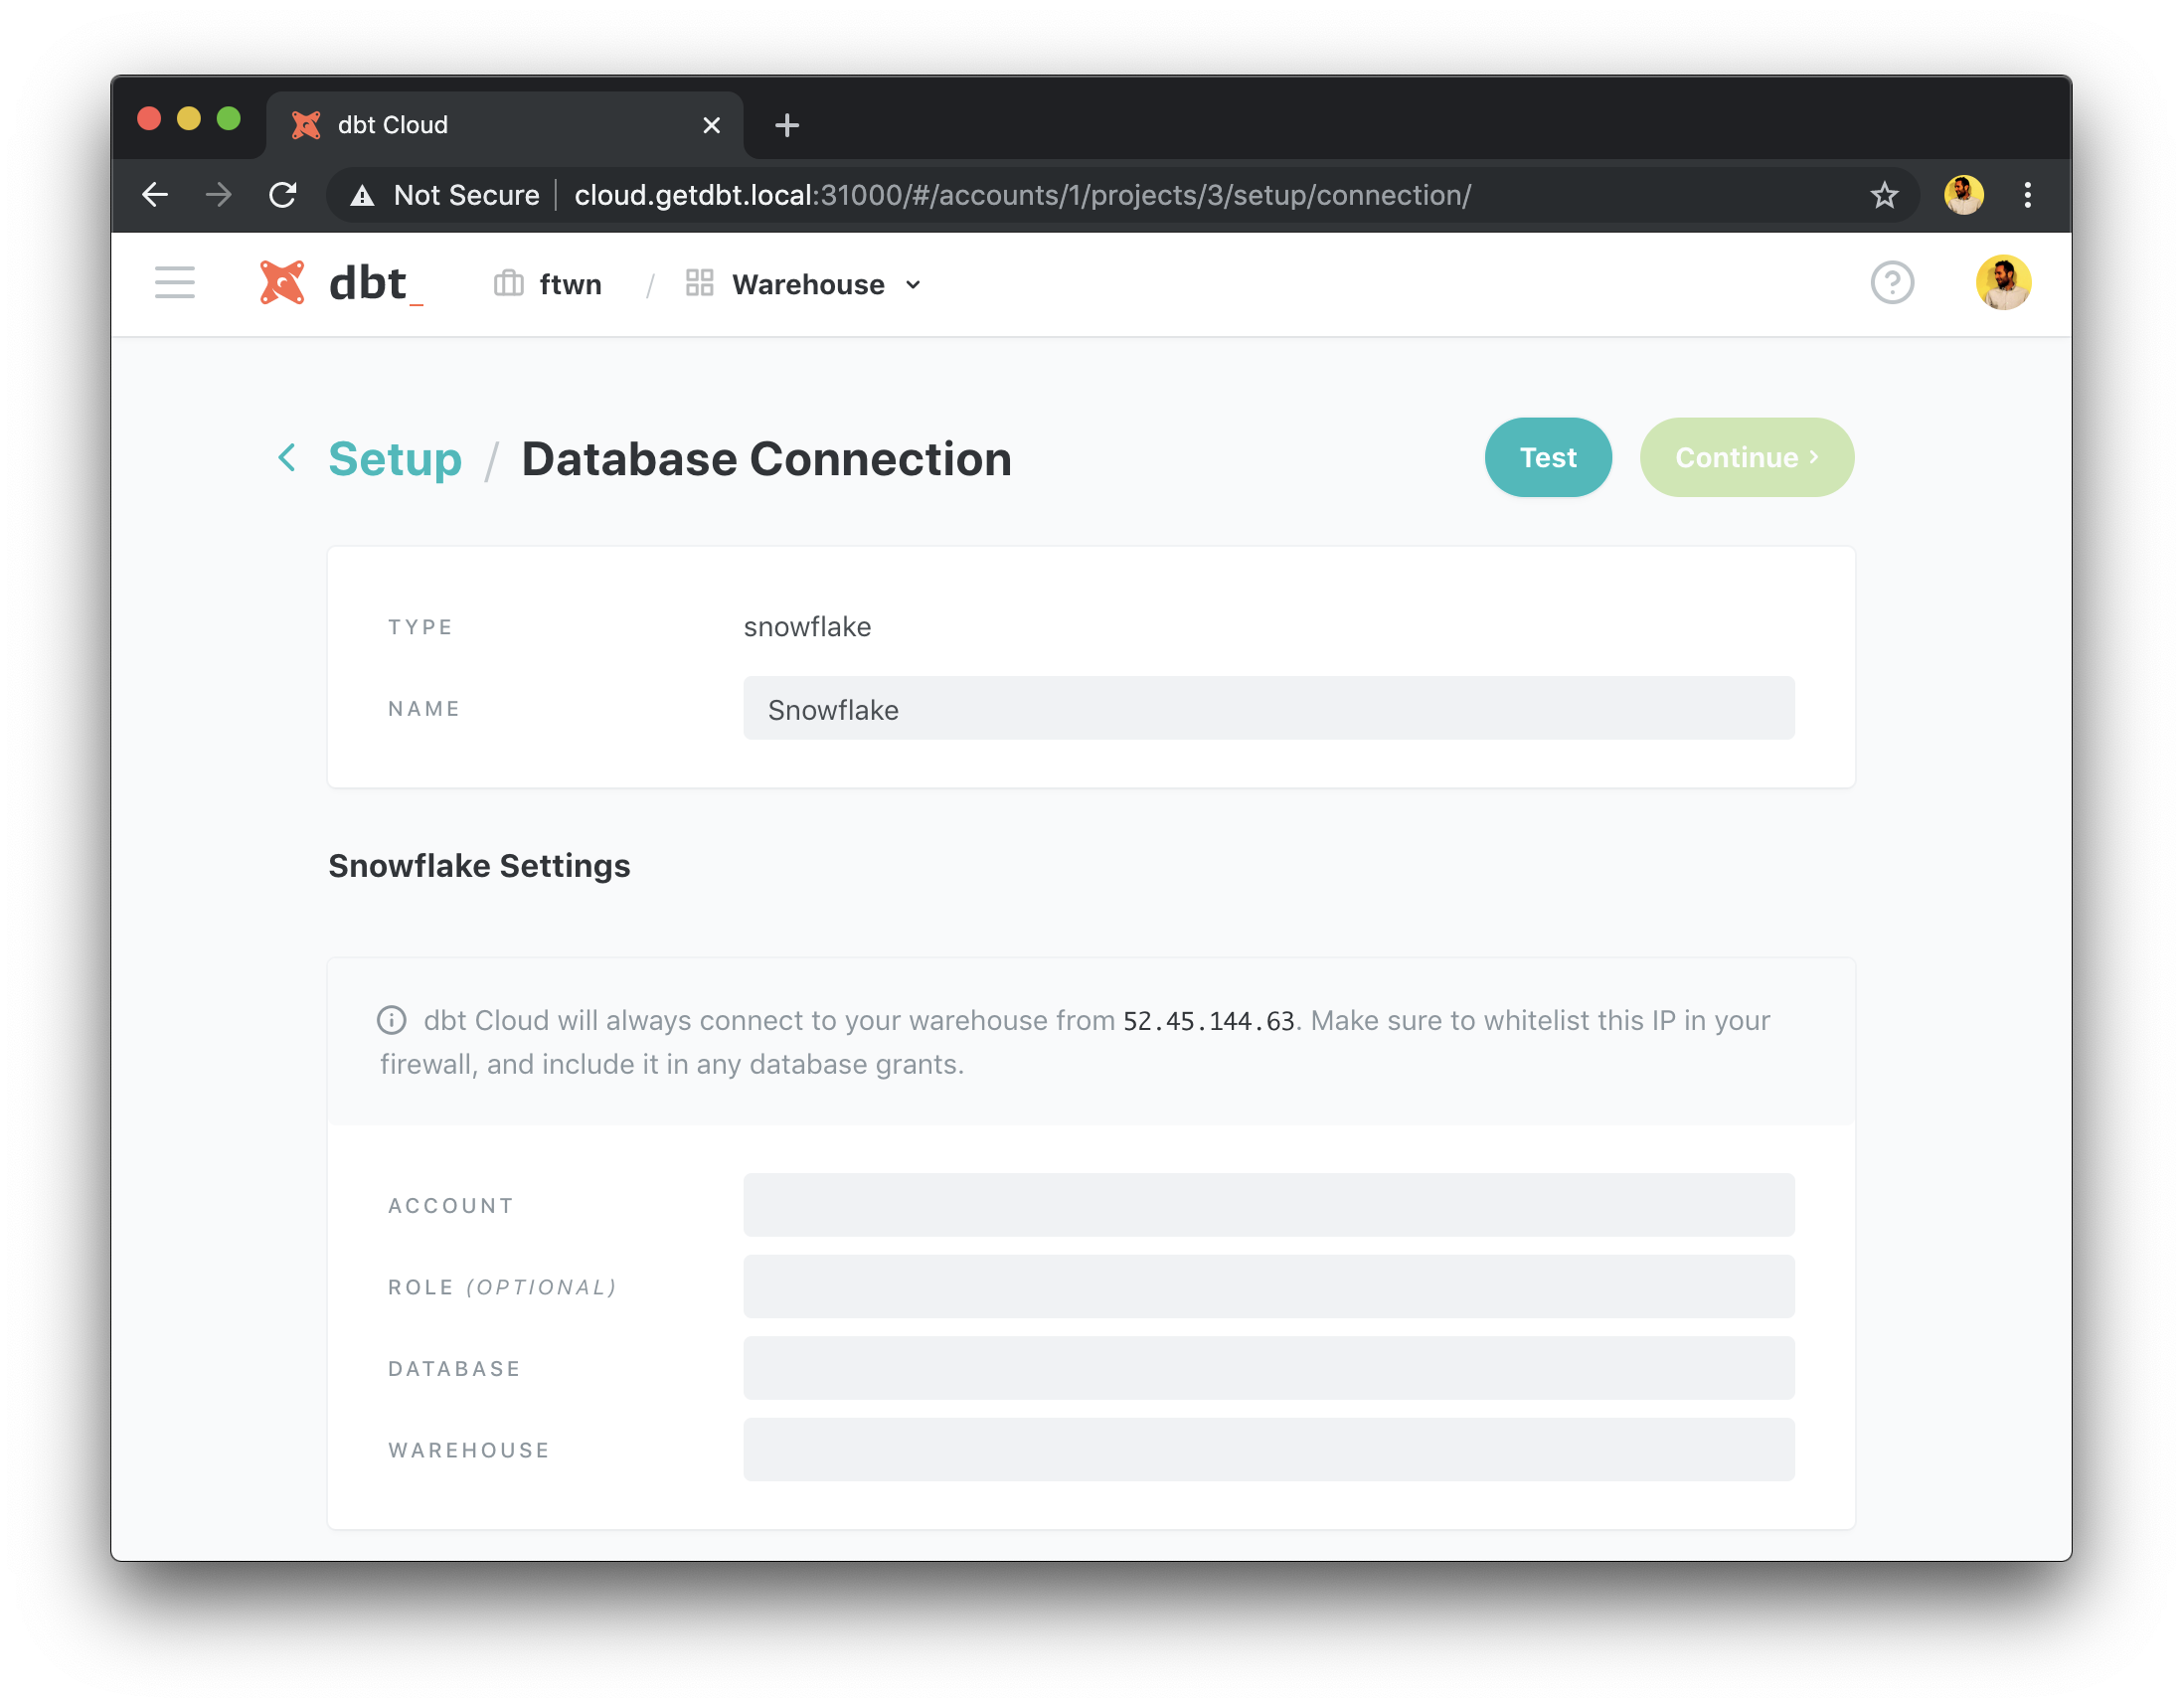 dbt Cloud
Not Secure | cloud.getdbt.local:31000/#/accounts/1/projects/3/setup/connection/
dbt_ ftwn / Warehouse
Setup / Database Connection Test Continue ›
TYPE snowflake
NAME Snowflake
Snowflake Settings
dbt Cloud will always connect to your warehouse from 52.45.144.63. Make sure to whitelist this IP in your
firewall, and include it in any database grants.
ACCOUNT
ROLE (OPTIONAL)
DATABASE
WAREHOUSE